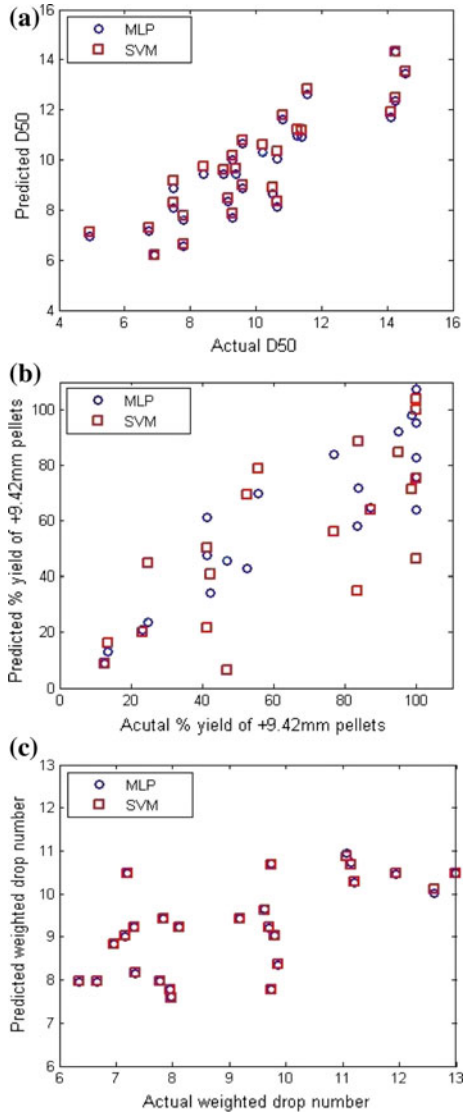 (a)
16
14
12
10
8
6
4
MLP
SVM
Predicted D50
4 6 8 10 12 14 16
Actual D50
(b)
100
80
60
40
20
0
MLP
SVM
Predicted % yield of +9.42mm pellets
0 20 40 60 80 100
Acutal % yield of +9.42mm pellets
(c)
13
12
11
10
9
8
7
6
MLP
SVM
Predicted weighted drop number
6 7 8 9 10 11 12 13
Actual weighted drop number